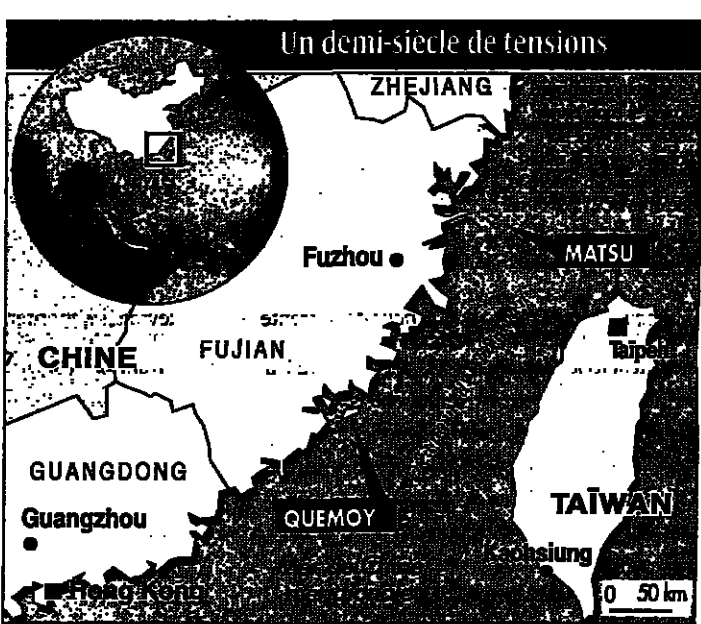 Un demi-siècle de tensions
ZHEJIANG
Fuzhou
MATSU
Taïpeh
CHINE
FUJIAN
GUANGDONG
Guangzhou
QUEMOY
TAÏWAN
Kaohsiung
Hong Kong
0 50 km